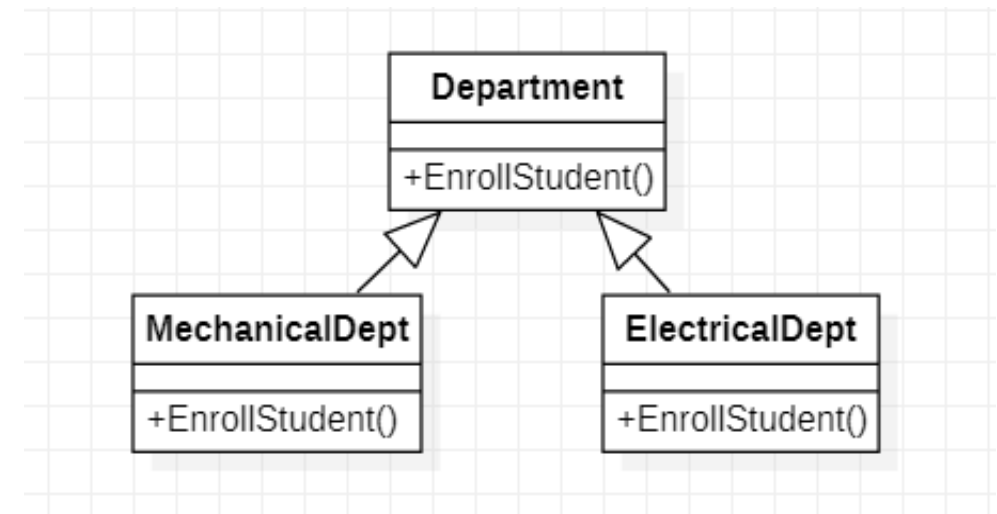 Department
+EnrollStudent()
MechanicalDept
+EnrollStudent()
ElectricalDept
+EnrollStudent()